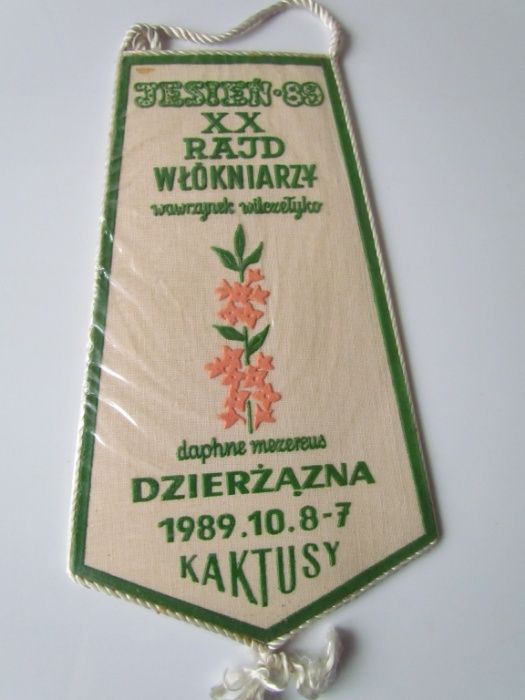 JESIEŃ·89
XX
RAJD
WŁÓKNIARZY
wawrzynek wilczełyko
daphne mezereus
DZIERŻĄZNA
1989.10.8-7
KAKTUSY